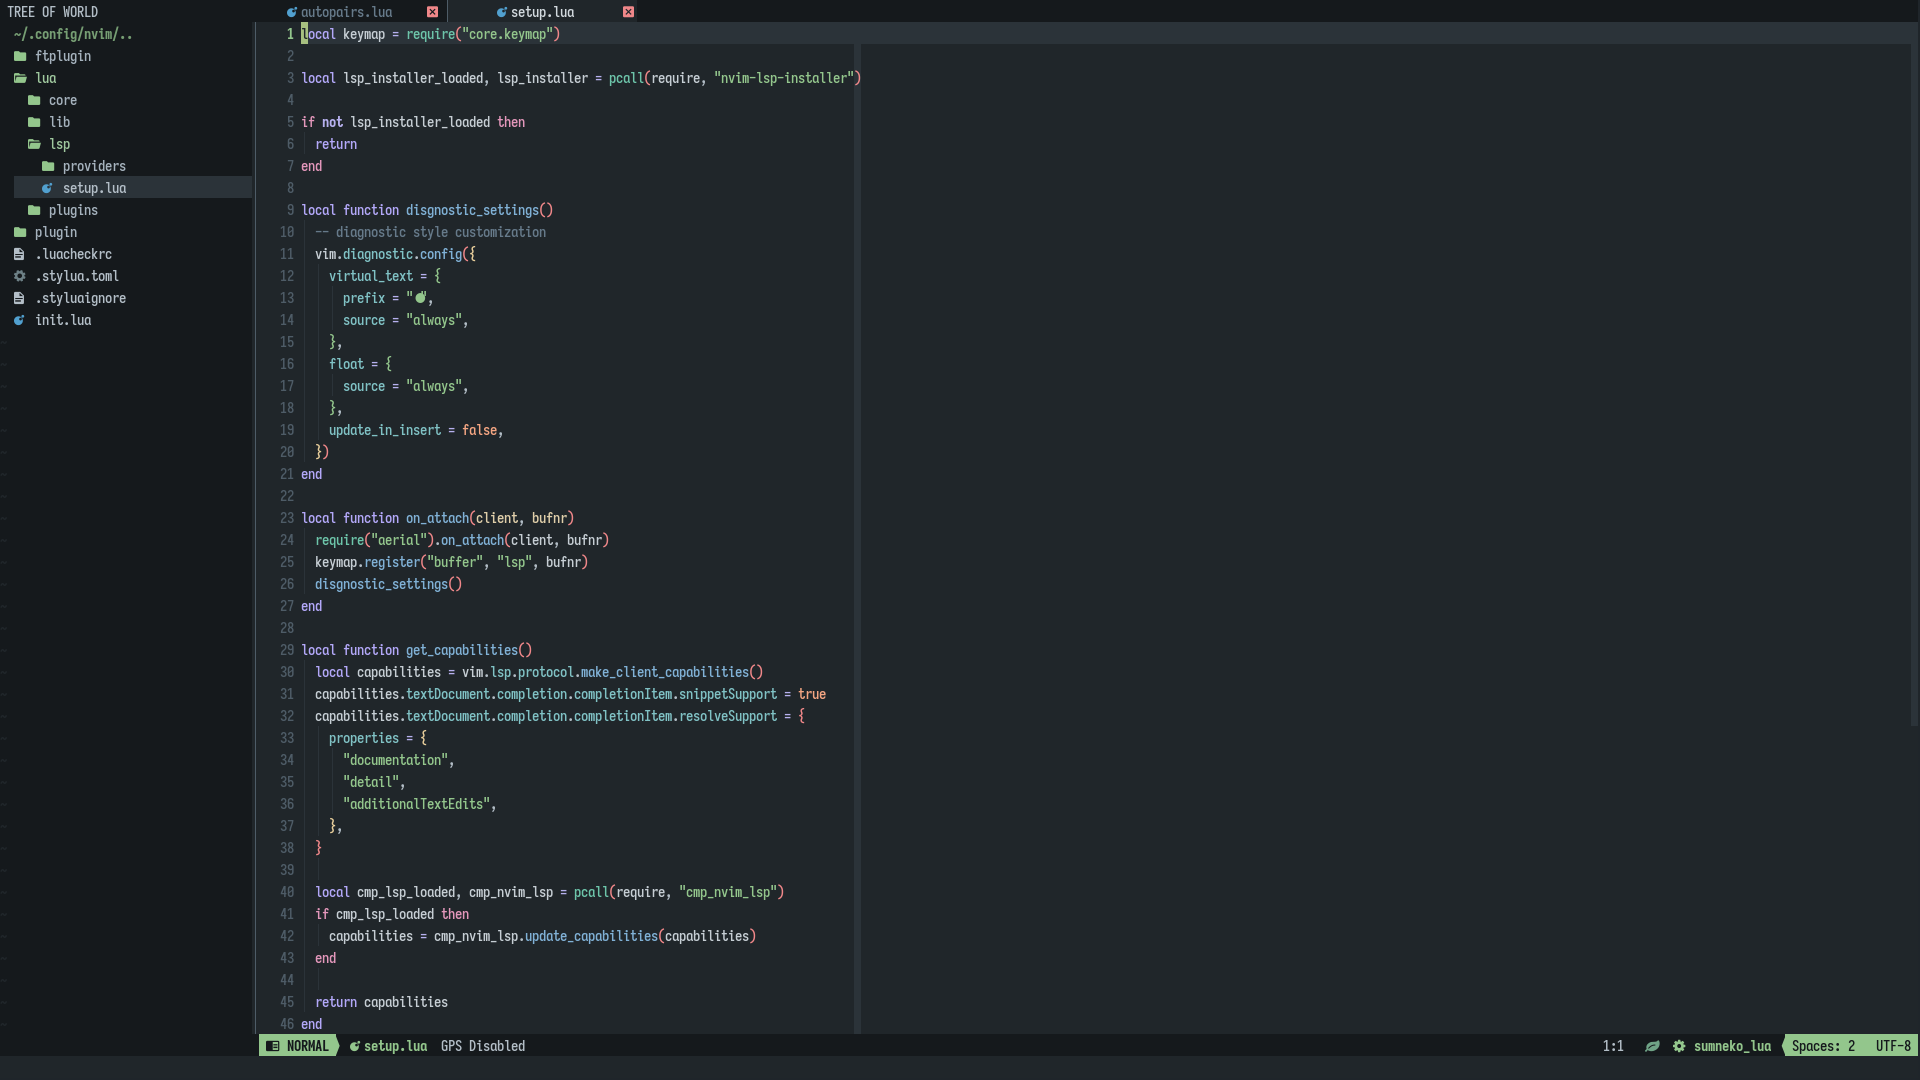 TREE OF WORLD
~/.config/nvim/..
ftplugin
lua
core
lib
lsp
providers
setup.lua
plugins
plugin
.luacheckrc
.stylua.toml
.styluaignore
init.lua
autopairs.lua
setup.lua
1 local keymap = require("core.keymap")
2
3 local lsp_installer_loaded, lsp_installer = pcall(require, "nvim-lsp-installer")
4
5 if not lsp_installer_loaded then
6   return
7 end
8
9 local function disgnostic_settings()
10   -- diagnostic style customization
11   vim.diagnostic.config({
12     virtual_text = {
13       prefix = "●",
14       source = "always",
15     },
16     float = {
17       source = "always",
18     },
19     update_in_insert = false,
20   })
21 end
22
23 local function on_attach(client, bufnr)
24   require("aerial").on_attach(client, bufnr)
25   keymap.register("buffer", "lsp", bufnr)
26   disgnostic_settings()
27 end
28
29 local function get_capabilities()
30   local capabilities = vim.lsp.protocol.make_client_capabilities()
31   capabilities.textDocument.completion.completionItem.snippetSupport = true
32   capabilities.textDocument.completion.completionItem.resolveSupport = {
33     properties = {
34       "documentation",
35       "detail",
36       "additionalTextEdits",
37     },
38   }
39
40   local cmp_lsp_loaded, cmp_nvim_lsp = pcall(require, "cmp_nvim_lsp")
41   if cmp_lsp_loaded then
42     capabilities = cmp_nvim_lsp.update_capabilities(capabilities)
43   end
44
45   return capabilities
46 end
NORMAL setup.lua GPS Disabled 1:1 sumneko_lua Spaces: 2 UTF-8